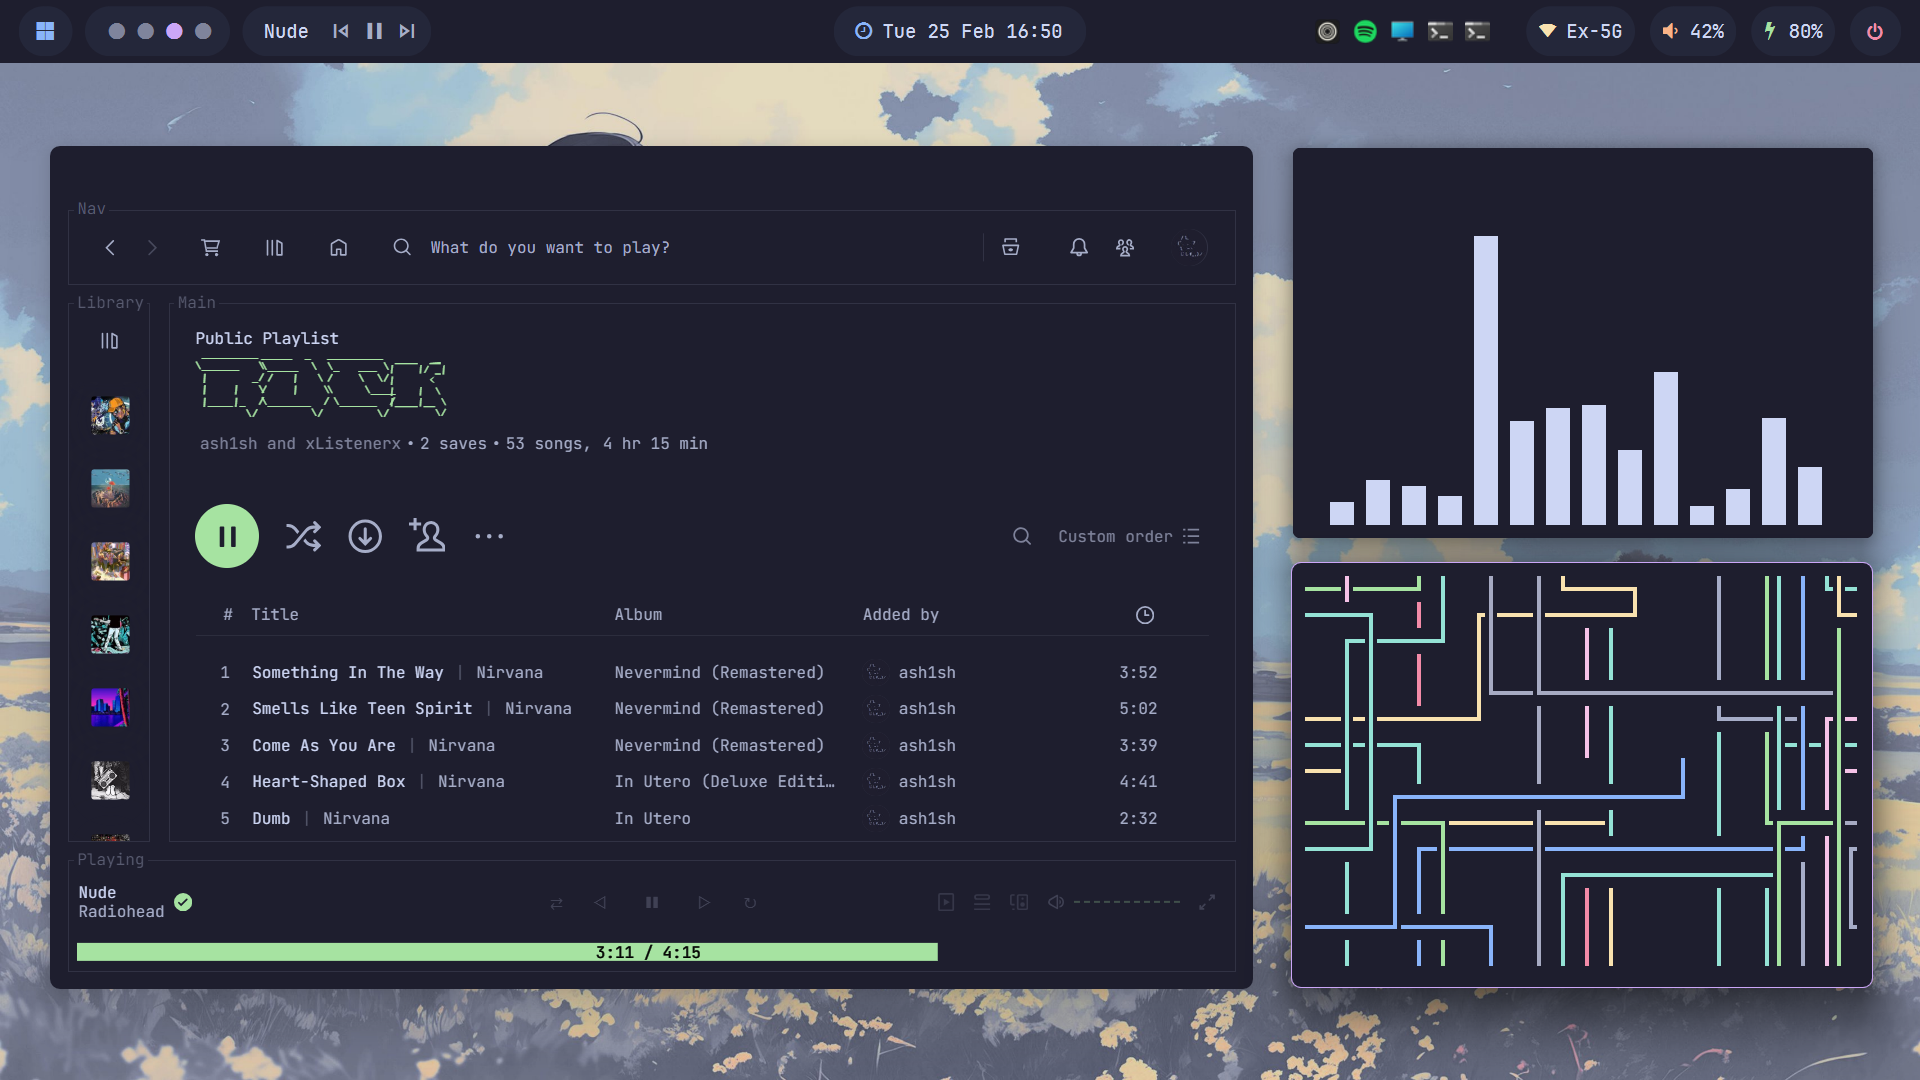 Nude
Tue 25 Feb 16:50
Ex-5G
42%
80%
Nav
What do you want to play?
Library
Main
Public Playlist
ROCK
ash1sh and xListenerx • 2 saves • 53 songs, 4 hr 15 min
Custom order
# Title Album Added by
1 Something In The Way | Nirvana Nevermind (Remastered) ash1sh 3:52
2 Smells Like Teen Spirit | Nirvana Nevermind (Remastered) ash1sh 5:02
3 Come As You Are | Nirvana Nevermind (Remastered) ash1sh 3:39
4 Heart-Shaped Box | Nirvana In Utero (Deluxe Editi… ash1sh 4:41
5 Dumb | Nirvana In Utero ash1sh 2:32
Playing
Nude
Radiohead
3:11 / 4:15